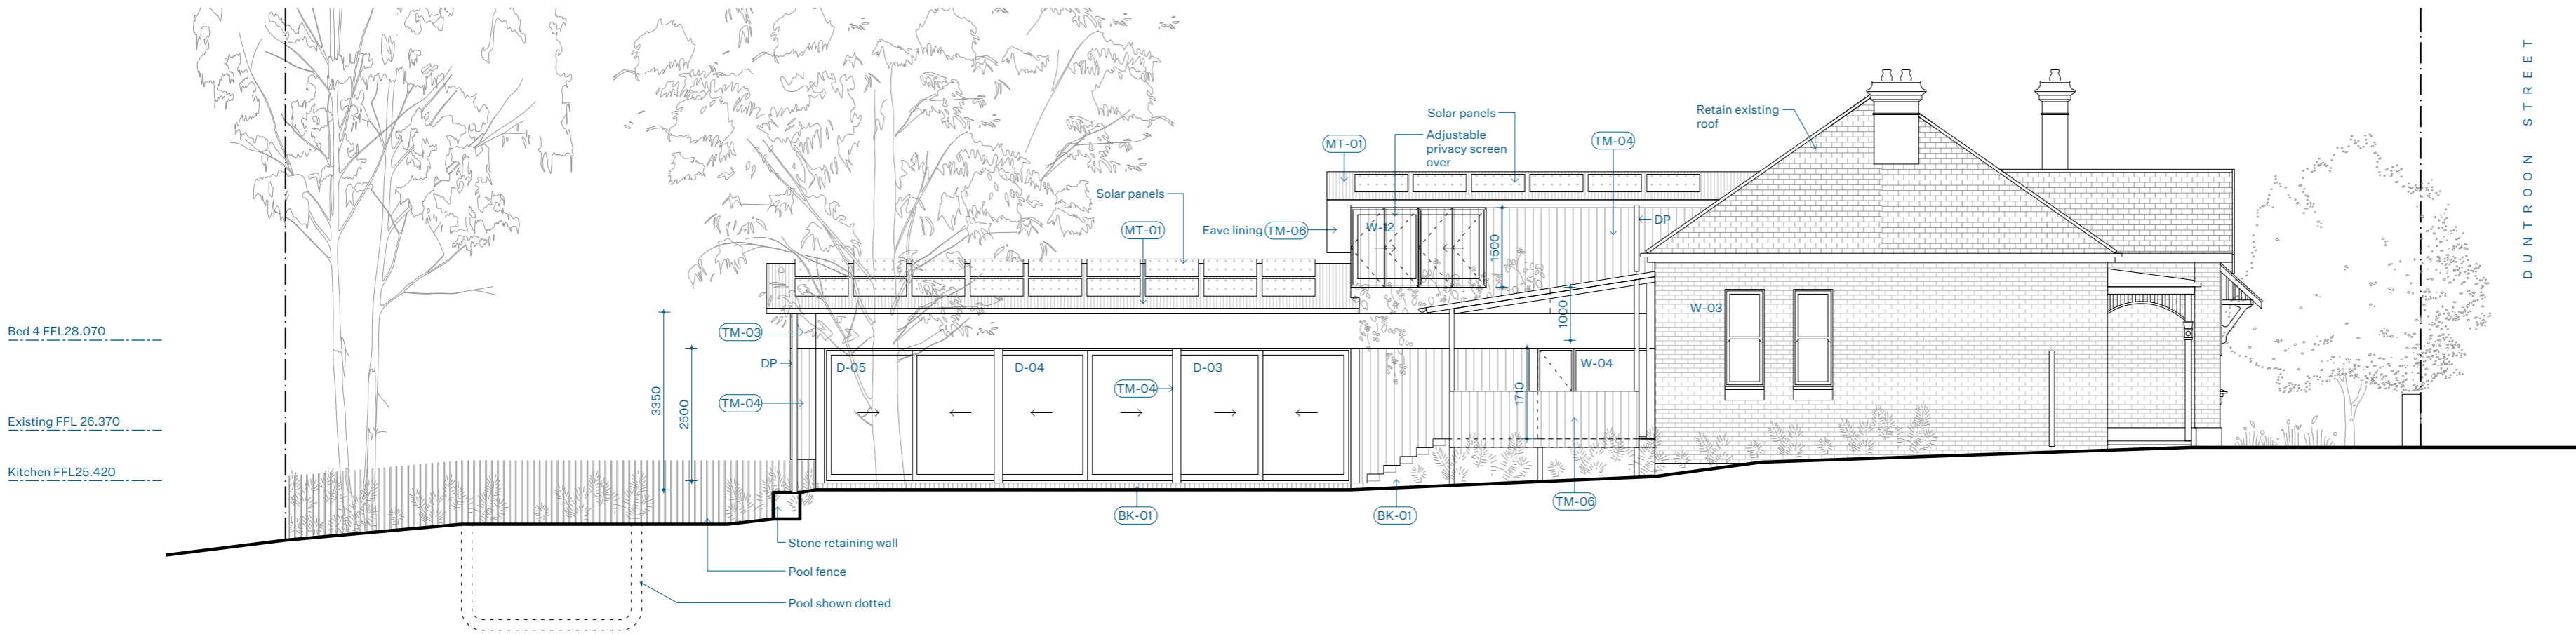 DUNTROON STREET
Solar panels
Retain existing
roof
MT-01
Adjustable
privacy screen
over
TM-04
Solar panels
DP
W-12
MT-01
Eave lining
TM-06
1500
1000
W-03
Bed 4 FFL28.070
TM-03
DP
D-05
D-04
D-03
W-04
TM-04
TM-04
3350
2500
1710
Existing FFL 26.370
Kitchen FFL25.420
BK-01
BK-01
TM-06
Stone retaining wall
Pool fence
Pool shown dotted